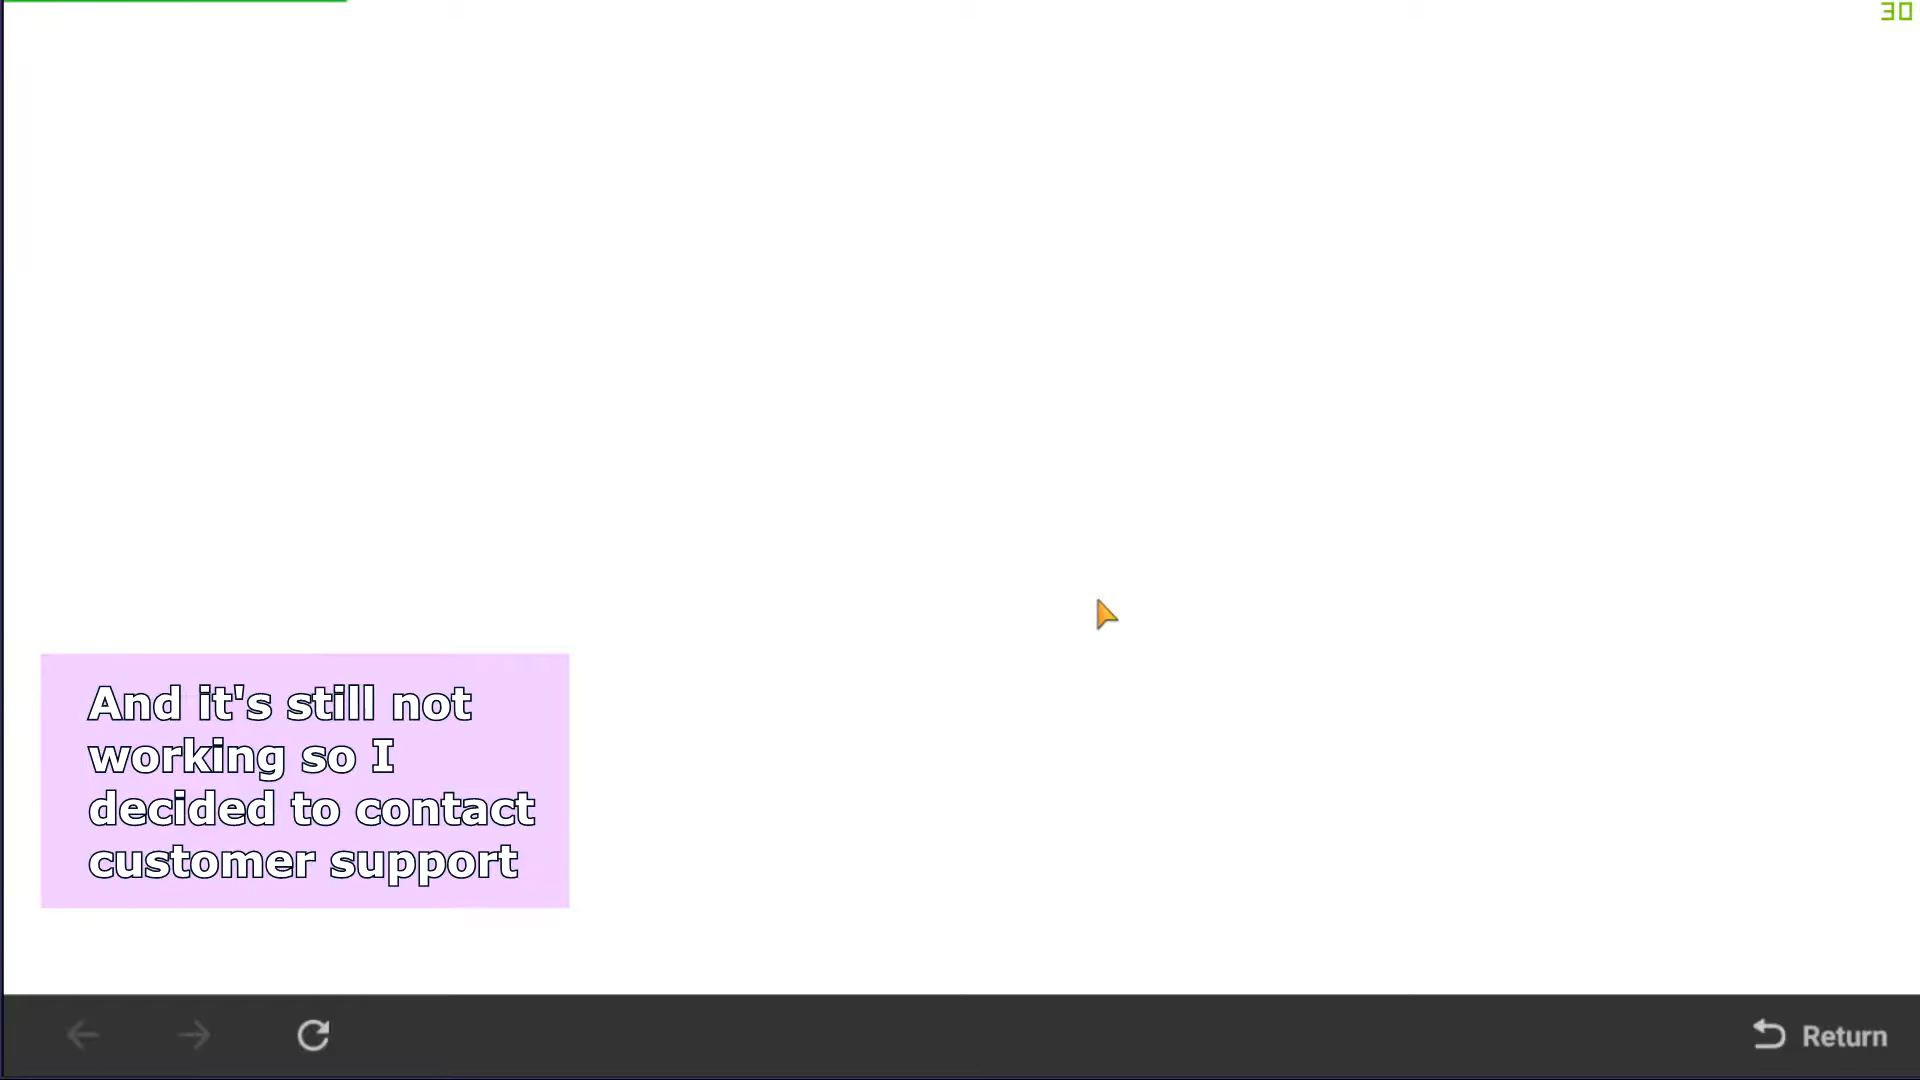 30
And it's still not
working so I
decided to contact
customer support
Return